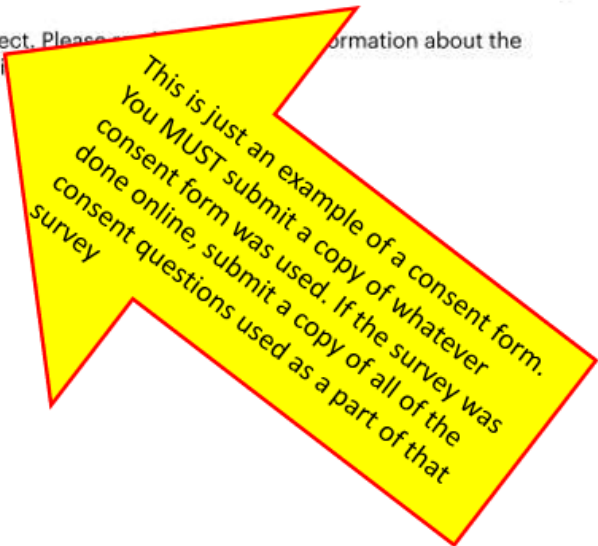 ect. Please ormation about the
This is just an example of a consent form.
You MUST submit a copy of whatever
consent form was used. If the survey was
done online, submit a copy of all of the
consent questions used as a part of that
survey